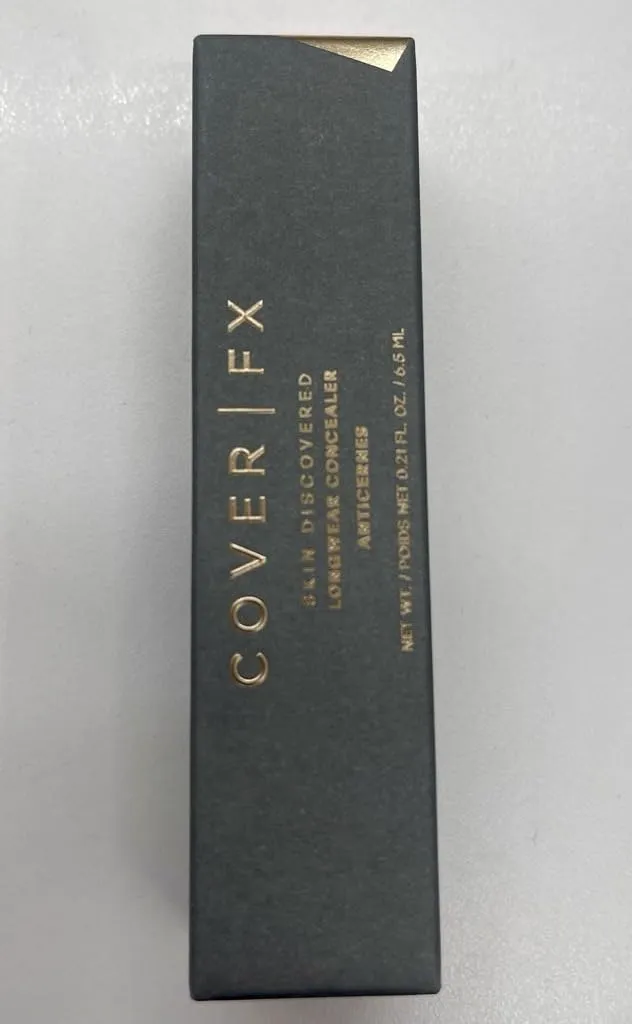 COVER | FX
SKIN DISCOVERED
LONGWEAR CONCEALER
ANTICERNES
NET WT. / POIDS NET 0.21 FL. OZ. / 6.5 ML